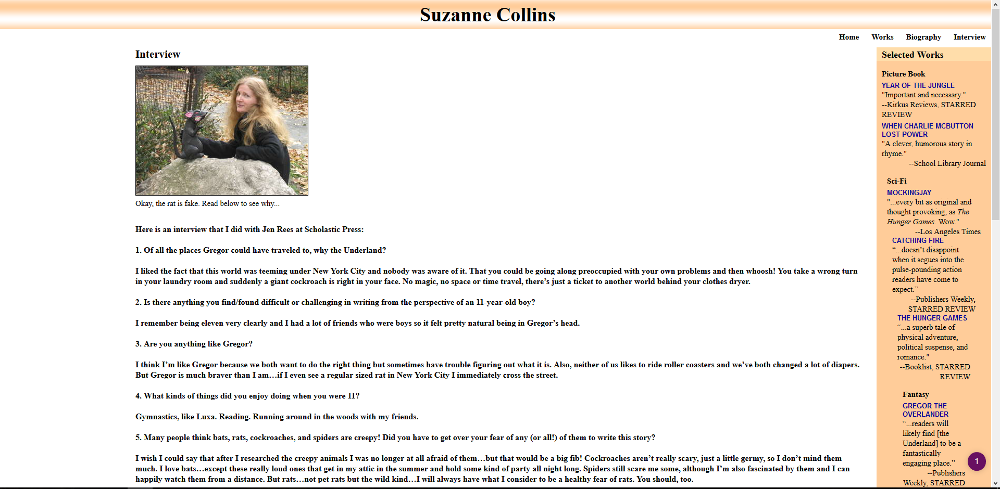 Suzanne Collins
Home Works Biography Interview
Interview
Okay, the rat is fake. Read below to see why...
Here is an interview that I did with Jen Rees at Scholastic Press:
1. Of all the places Gregor could have traveled to, why the Underland?
I liked the fact that this world was teeming under New York City and nobody was aware of it. That you could be going along preoccupied with your own problems and then whoosh! You take a wrong turn
in your laundry room and suddenly a giant cockroach is right in your face. No magic, no space or time travel, there’s just a ticket to another world behind your clothes dryer.
2. Is there anything you find/found difficult or challenging in writing from the perspective of an 11-year-old boy?
I remember being eleven very clearly and I had a lot of friends who were boys so it felt pretty natural being in Gregor’s head.
3. Are you anything like Gregor?
I think I’m like Gregor because we both want to do the right thing but sometimes have trouble figuring out what it is. Also, neither of us likes to ride roller coasters and we’ve both changed a lot of diapers.
But Gregor is much braver than I am…if I even see a regular sized rat in New York City I immediately cross the street.
4. What kinds of things did you enjoy doing when you were 11?
Gymnastics, like Luxa. Reading. Running around in the woods with my friends.
5. Many people think bats, rats, cockroaches, and spiders are creepy! Did you have to get over your fear of any (or all!) of them to write this story?
I wish I could say that after I researched the creepy animals I was no longer at all afraid of them…but that would be a big fib! Cockroaches aren’t really scary, just a little germy, so I don’t mind them
much. I love bats…except these really loud ones that get in my attic in the summer and hold some kind of party all night long. Spiders still scare me some, although I’m also fascinated by them and I can
happily watch them from a distance. But rats…not pet rats but the wild kind…I will always have what I consider to be a healthy fear of rats. You should, too.
Selected Works
Picture Book
YEAR OF THE JUNGLE
"Important and necessary."
--Kirkus Reviews, STARRED
REVIEW
WHEN CHARLIE MCBUTTON
LOST POWER
"A clever, humorous story in
rhyme."
--School Library Journal
Sci-Fi
MOCKINGJAY
"...every bit as original and
thought provoking, as The
Hunger Games. Wow."
--Los Angeles Times
CATCHING FIRE
“...doesn’t disappoint
when it segues into the
pulse-pounding action
readers have come to
expect.”
--Publishers Weekly,
STARRED REVIEW
THE HUNGER GAMES
“...a superb tale of
physical adventure,
political suspense, and
romance."
--Booklist, STARRED
REVIEW
Fantasy
GREGOR THE
OVERLANDER
“...readers will
likely find [the
Underland] to be a
fantastically
engaging place.”
--Publishers
Weekly, STARRED
1